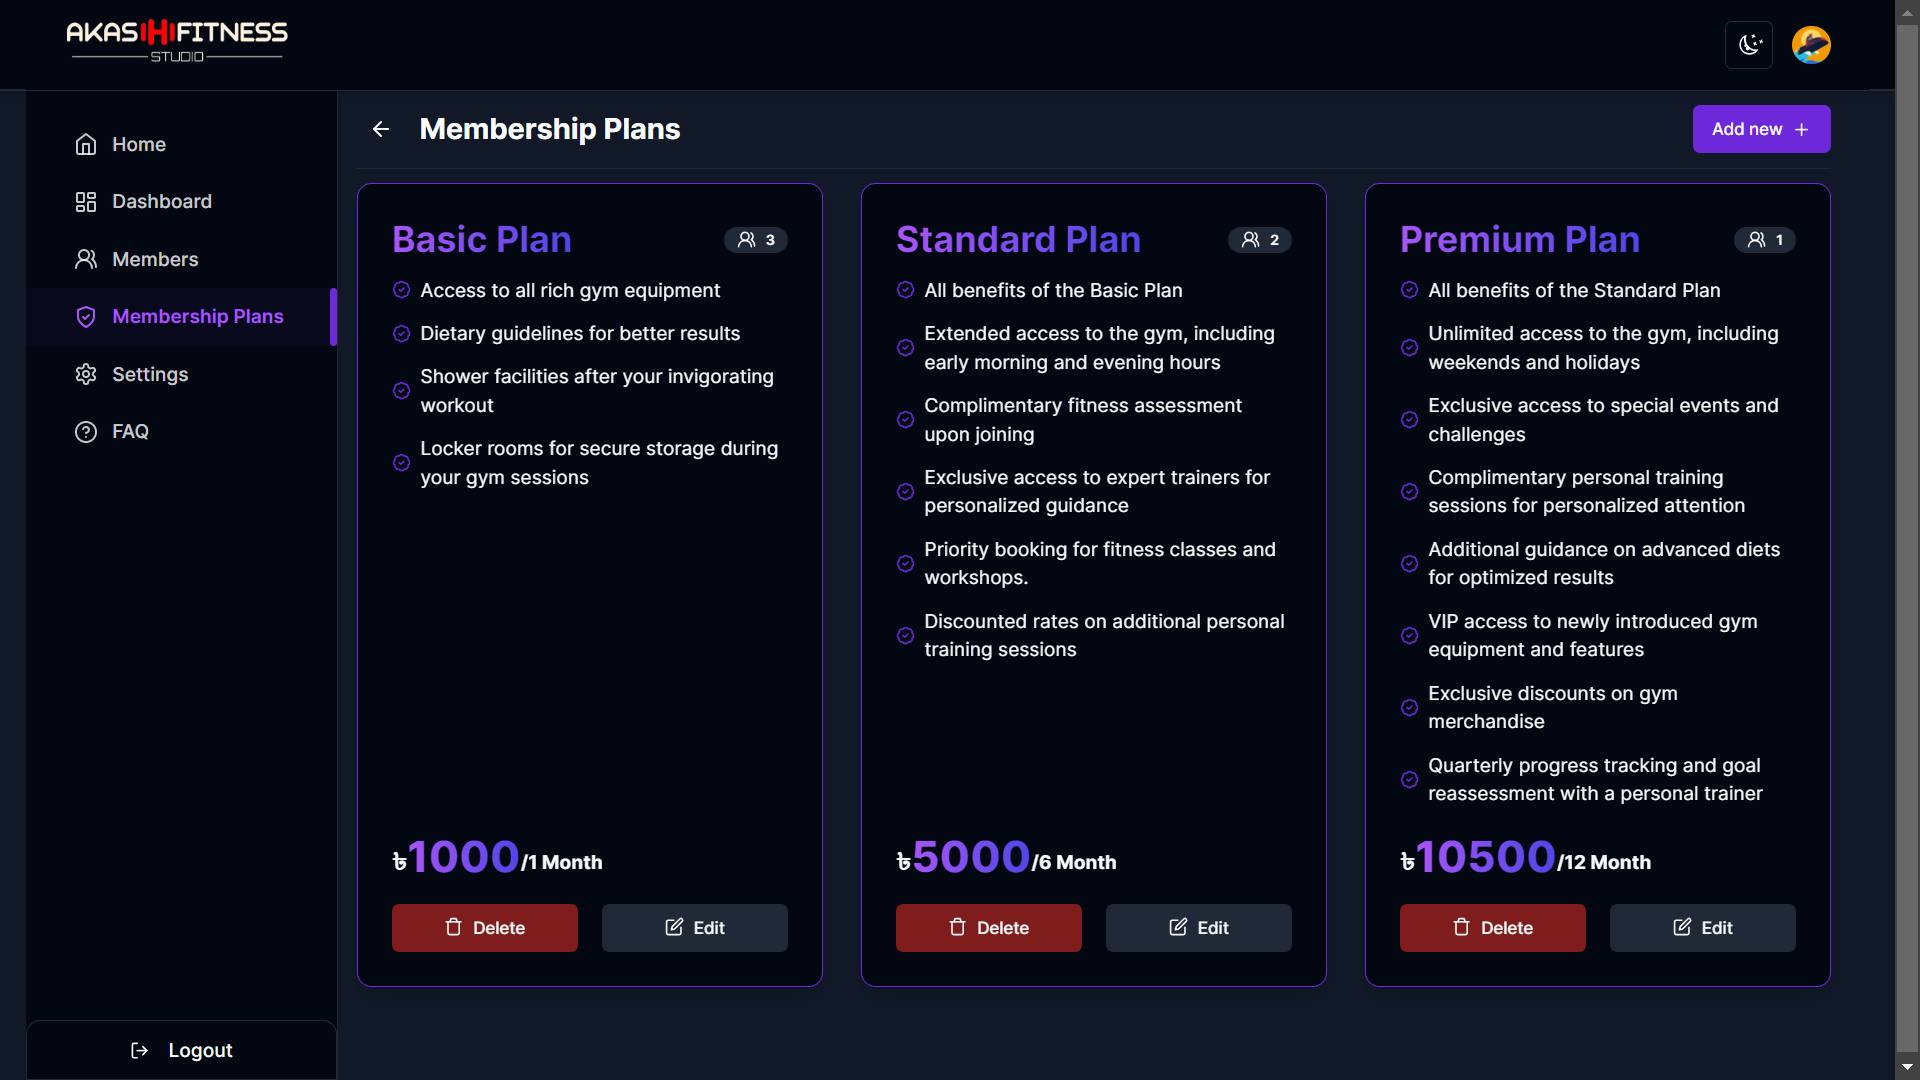 AKASHIFITNESS
STUDIO
Home
Dashboard
Members
Membership Plans
Settings
FAQ
Logout
Membership Plans
Add new
Basic Plan
3
Access to all rich gym equipment
Dietary guidelines for better results
Shower facilities after your invigorating
workout
Locker rooms for secure storage during
your gym sessions
৳1000/1 Month
Delete
Edit
Standard Plan
2
All benefits of the Basic Plan
Extended access to the gym, including
early morning and evening hours
Complimentary fitness assessment
upon joining
Exclusive access to expert trainers for
personalized guidance
Priority booking for fitness classes and
workshops.
Discounted rates on additional personal
training sessions
৳5000/6 Month
Delete
Edit
Premium Plan
1
All benefits of the Standard Plan
Unlimited access to the gym, including
weekends and holidays
Exclusive access to special events and
challenges
Complimentary personal training
sessions for personalized attention
Additional guidance on advanced diets
for optimized results
VIP access to newly introduced gym
equipment and features
Exclusive discounts on gym
merchandise
Quarterly progress tracking and goal
reassessment with a personal trainer
৳10500/12 Month
Delete
Edit